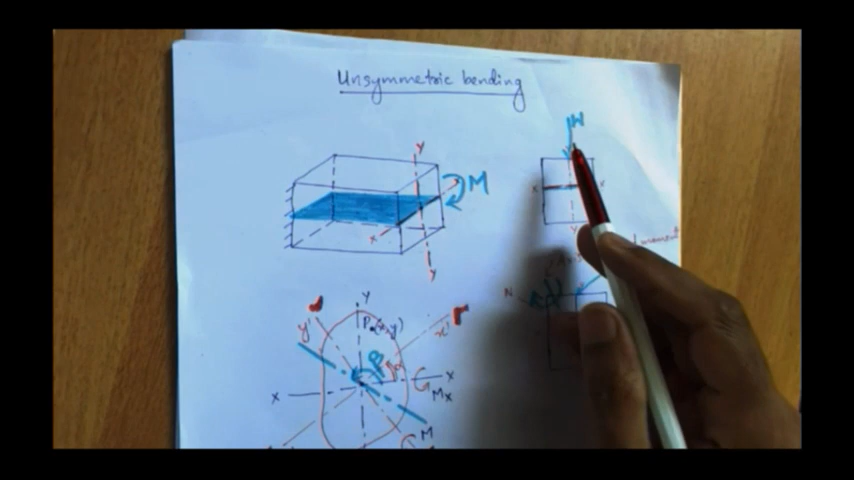 Unsymmetric bending
W
y
M
x
x
x
y
y
y
y'
P(x,y)
x'
N
β
α
x
x
Mx
M